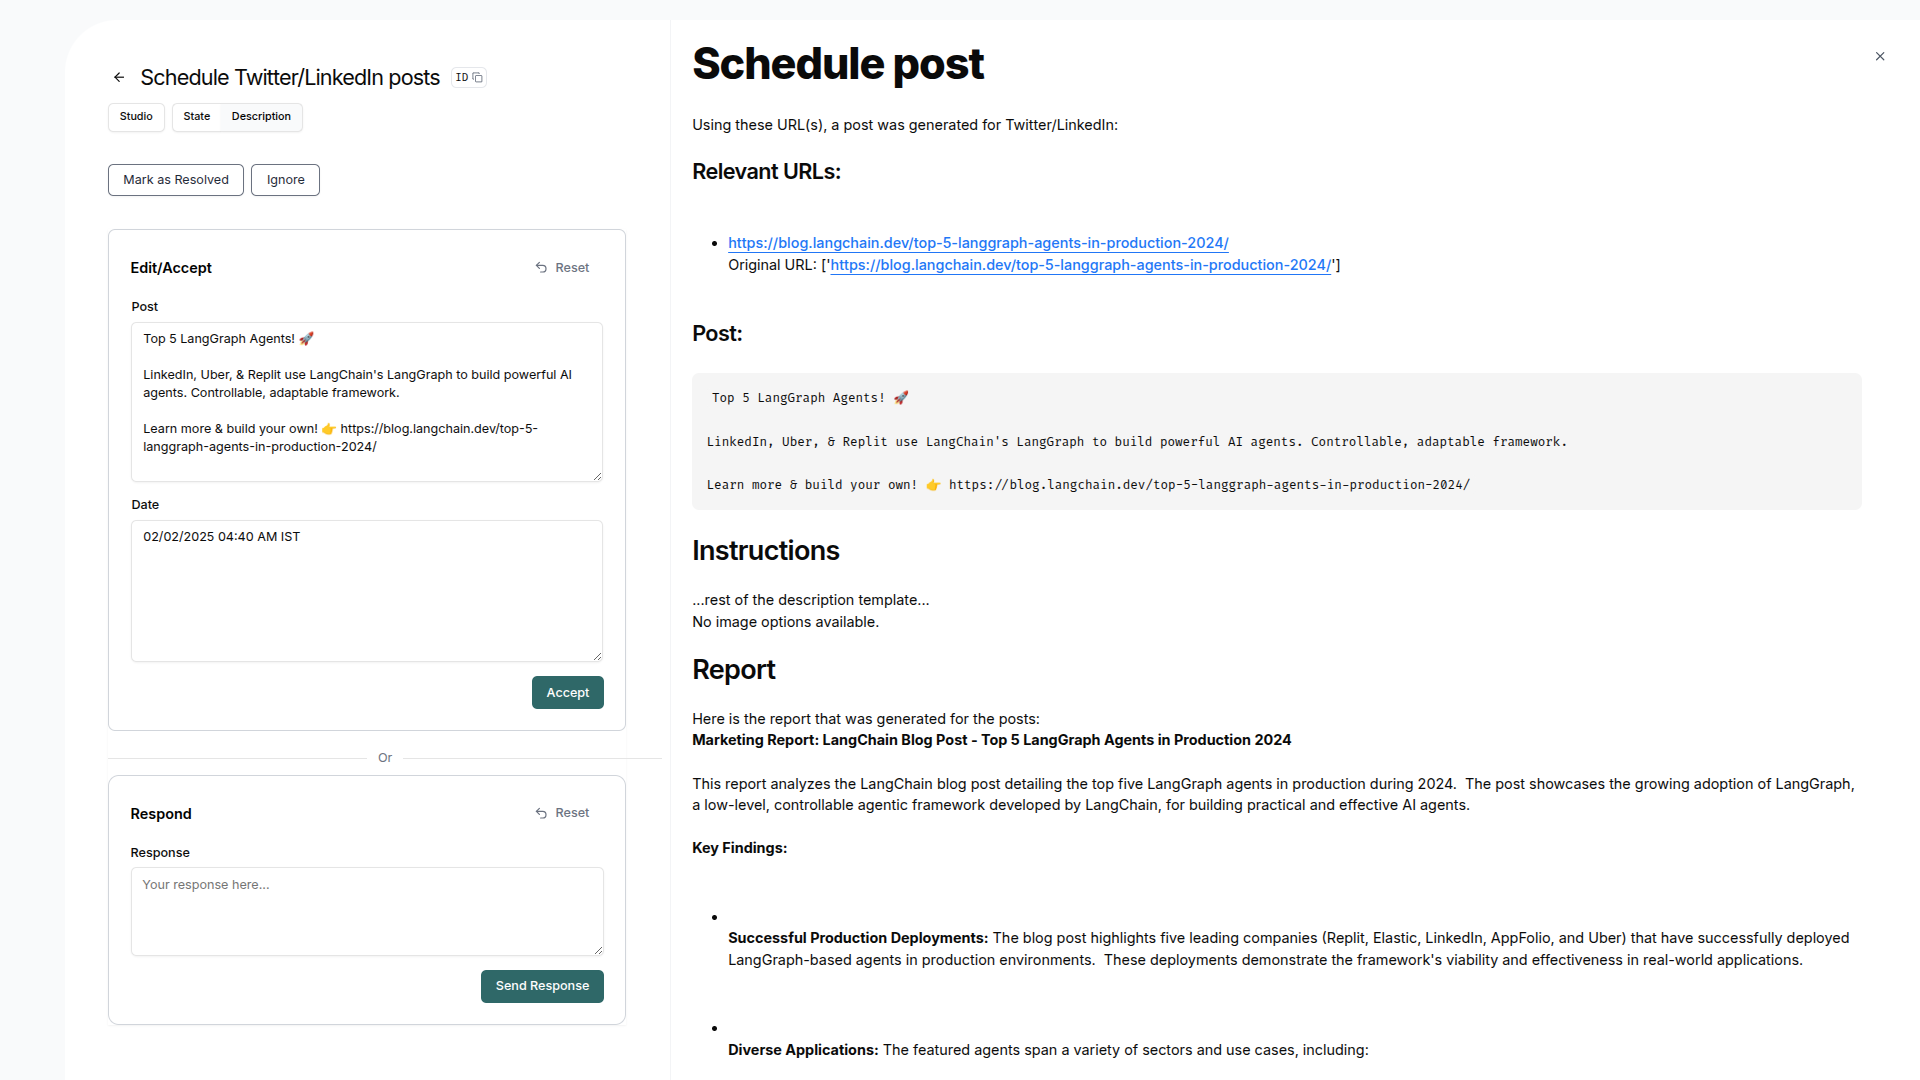 Schedule Twitter/LinkedIn posts
ID
Studio
State
Description
Mark as Resolved
Ignore
Edit/Accept
Reset
Post
Top 5 LangGraph Agents! 🚀
LinkedIn, Uber, & Replit use LangChain's LangGraph to build powerful AI
agents. Controllable, adaptable framework.
Learn more & build your own! 👉 https://blog.langchain.dev/top-5-
langgraph-agents-in-production-2024/
Date
02/02/2025 04:40 AM IST
Accept
Or
Respond
Reset
Response
Your response here...
Send Response
Schedule post
Using these URL(s), a post was generated for Twitter/LinkedIn:
Relevant URLs:
https://blog.langchain.dev/top-5-langgraph-agents-in-production-2024/
Original URL: ['https://blog.langchain.dev/top-5-langgraph-agents-in-production-2024/']
Post:
Top 5 LangGraph Agents! 🚀
LinkedIn, Uber, & Replit use LangChain's LangGraph to build powerful AI agents. Controllable, adaptable framework.
Learn more & build your own! 👉 https://blog.langchain.dev/top-5-langgraph-agents-in-production-2024/
Instructions
...rest of the description template...
No image options available.
Report
Here is the report that was generated for the posts:
Marketing Report: LangChain Blog Post - Top 5 LangGraph Agents in Production 2024
This report analyzes the LangChain blog post detailing the top five LangGraph agents in production during 2024.  The post showcases the growing adoption of LangGraph,
a low-level, controllable agentic framework developed by LangChain, for building practical and effective AI agents.
Key Findings:
Successful Production Deployments: The blog post highlights five leading companies (Replit, Elastic, LinkedIn, AppFolio, and Uber) that have successfully deployed
LangGraph-based agents in production environments.  These deployments demonstrate the framework's viability and effectiveness in real-world applications.
Diverse Applications: The featured agents span a variety of sectors and use cases, including: